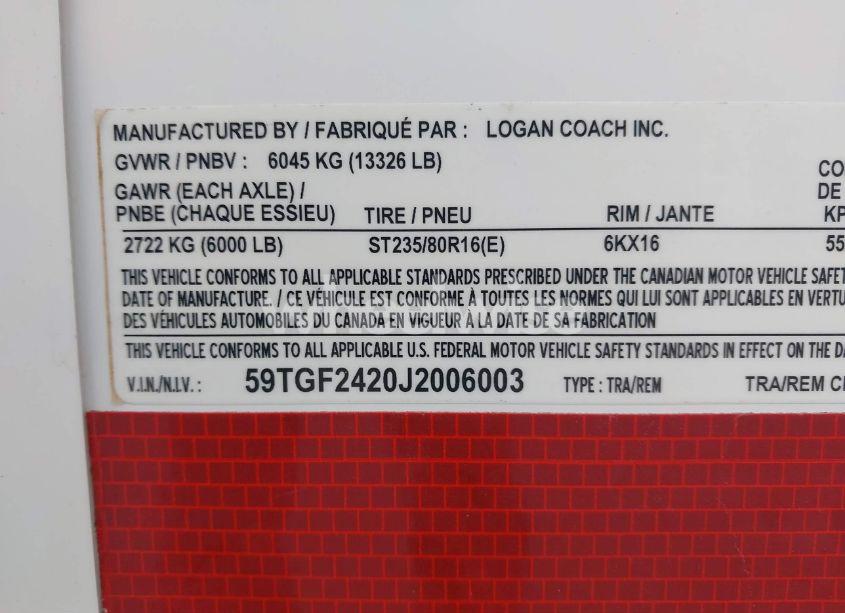 MANUFACTURED BY / FABRIQUÉ PAR : LOGAN COACH INC.
GVWR / PNBV : 6045 KG (13326 LB)
CO
GAWR (EACH AXLE) /
DE
PNBE (CHAQUE ESSIEU) TIRE / PNEU RIM / JANTE KP
2722 KG (6000 LB) ST235/80R16(E) 6KX16 55
THIS VEHICLE CONFORMS TO ALL APPLICABLE STANDARDS PRESCRIBED UNDER THE CANADIAN MOTOR VEHICLE SAFET
DATE OF MANUFACTURE. / CE VÉHICULE EST CONFORME À TOUTES LES NORMES QUI LUI SONT APPLICABLES EN VERTU
DES VÉHICULES AUTOMOBILES DU CANADA EN VIGUEUR À LA DATE DE SA FABRICATION
THIS VEHICLE CONFORMS TO ALL APPLICABLE U.S. FEDERAL MOTOR VEHICLE SAFETY STANDARDS IN EFFECT ON THE DA
V.I.N./N.I.V. : 59TGF2420J2006003 TYPE : TRA/REM TRA/REM C